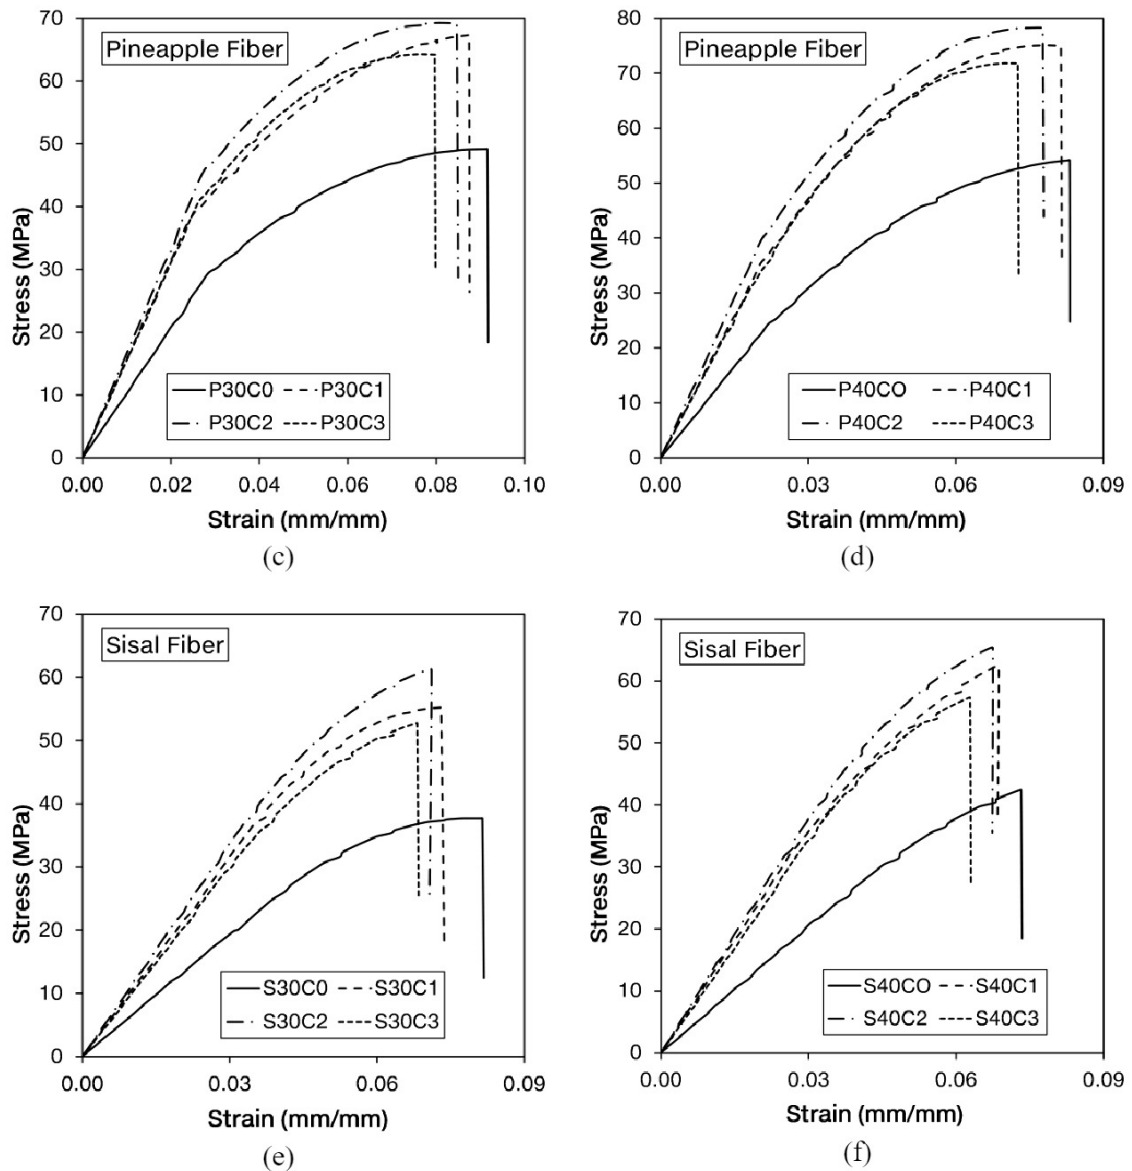 Pineapple Fiber
Stress (MPa)
70
60
50
40
30
20
10
0
P30C0 P30C1
P30C2 P30C3
0.00 0.02 0.04 0.06 0.08 0.10
Strain (mm/mm)
(c)
Pineapple Fiber
Stress (MPa)
80
70
60
50
40
30
20
10
0
P40CO P40C1
P40C2 P40C3
0.00 0.03 0.06 0.09
Strain (mm/mm)
(d)
Sisal Fiber
Stress (MPa)
70
60
50
40
30
20
10
0
S30C0 S30C1
S30C2 S30C3
0.00 0.03 0.06 0.09
Strain (mm/mm)
(e)
Sisal Fiber
Stress (MPa)
70
60
50
40
30
20
10
0
S40CO S40C1
S40C2 S40C3
0.00 0.03 0.06 0.09
Strain (mm/mm)
(f)